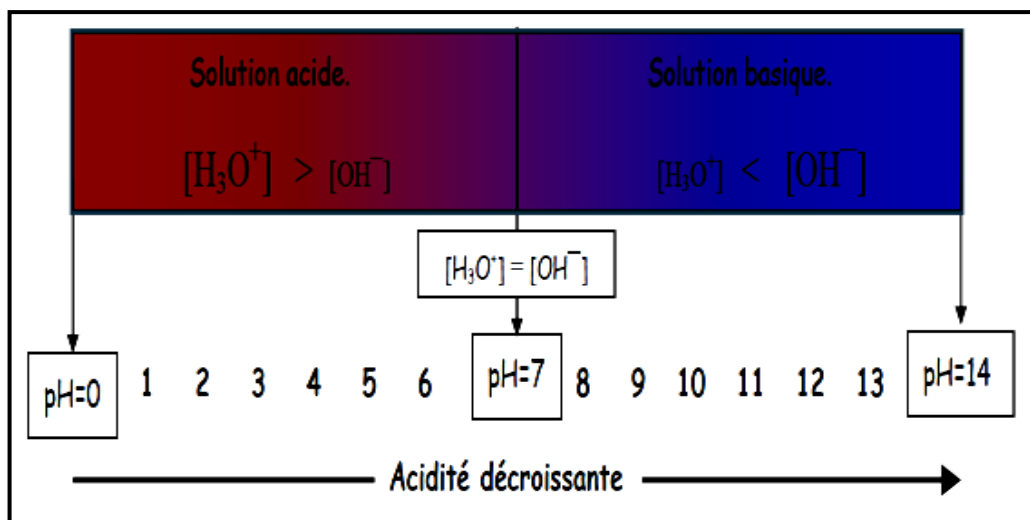 Solution acide. Solution basique.
[H₃O⁺] > [OH⁻] [H₃O⁺] < [OH⁻]
[H₃O⁺] = [OH⁻]
pH=0 1 2 3 4 5 6 pH=7 8 9 10 11 12 13 pH=14
Acidité décroissante